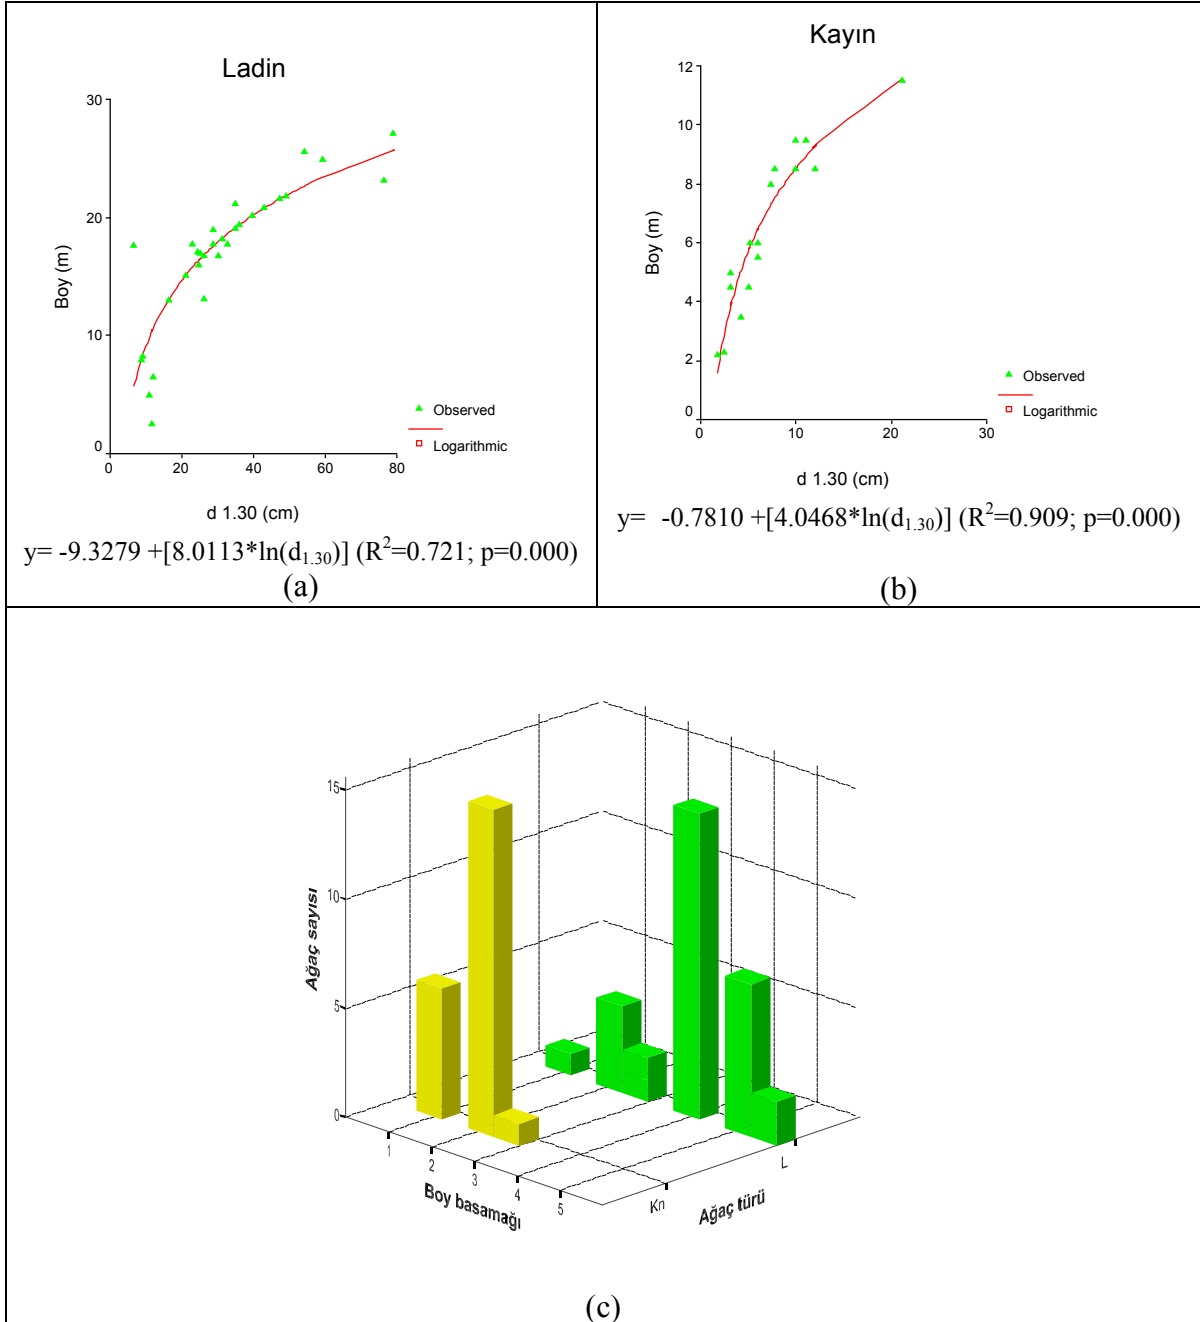 Ladin
30
20
10
0
0 20 40 60 80
Boy (m)
d 1.30 (cm)
Observed
Logarithmic
y= -9.3279 +[8.0113*ln(d1.30)] (R²=0.721; p=0.000)
(a)
Kayın
12
10
8
6
4
2
0
0 10 20 30
Boy (m)
d 1.30 (cm)
Observed
Logarithmic
y= -0.7810 +[4.0468*ln(d1.30)] (R²=0.909; p=0.000)
(b)
15
10
5
0
Ağaç sayısı
1 2 3 4 5
Boy basamağı
Kn L
Ağaç türü
(c)